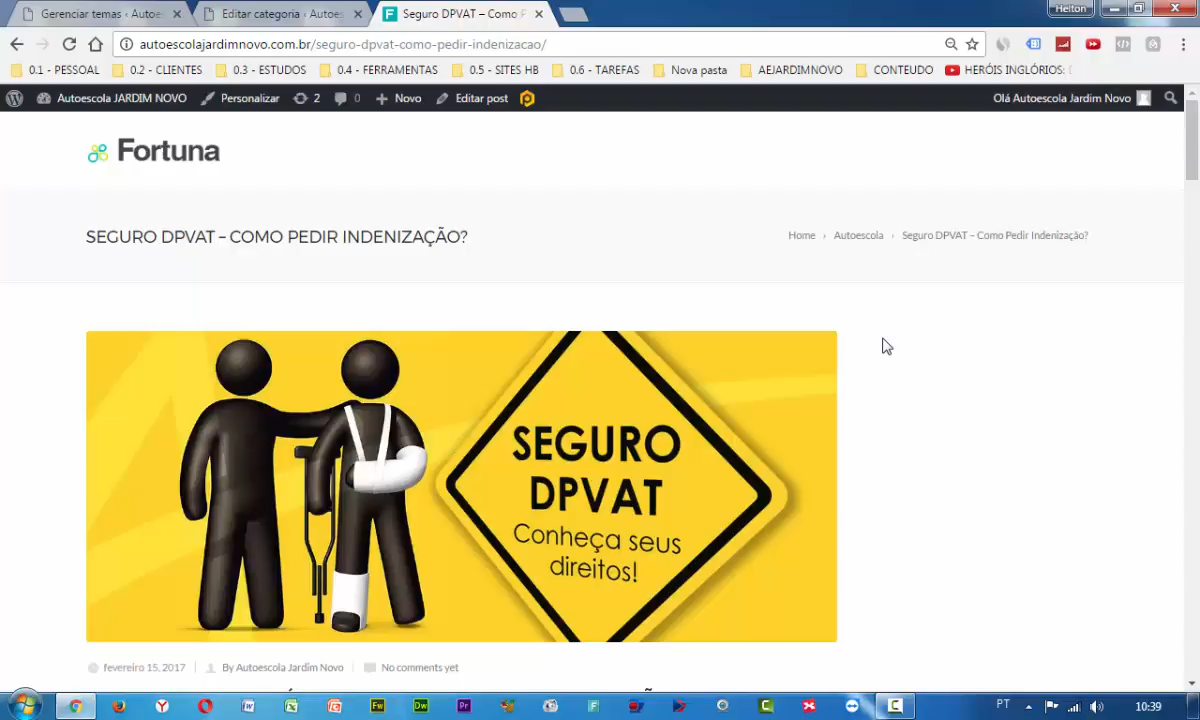 Gerenciar temas ‹ Autoes
Editar categoria ‹ Autoes
Seguro DPVAT – Como P
Helton
autoescolajardimnovo.com.br/seguro-dpvat-como-pedir-indenizacao/
0.1 - PESSOAL
0.2 - CLIENTES
0.3 - ESTUDOS
0.4 - FERRAMENTAS
0.5 - SITES HB
0.6 - TAREFAS
Nova pasta
AEJARDIMNOVO
CONTEUDO
HERÓIS INGLÓRIOS:
Autoescola JARDIM NOVO
Personalizar
2
0
Novo
Editar post
Olá Autoescola Jardim Novo
Fortuna
SEGURO DPVAT – COMO PEDIR INDENIZAÇÃO?
Home › Autoescola › Seguro DPVAT – Como Pedir Indenização?
SEGURO
DPVAT
Conheça seus
direitos!
fevereiro 15, 2017
By Autoescola Jardim Novo
No comments yet
PT
10:39